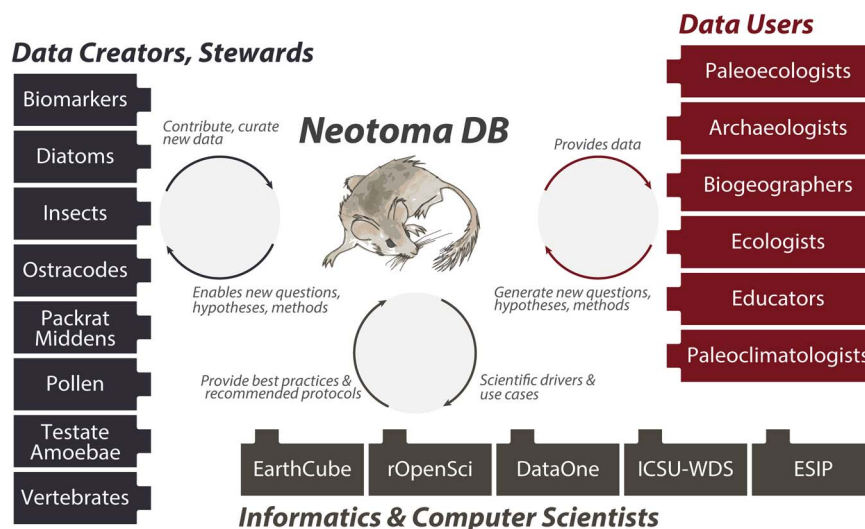 Data Creators, Stewards
Biomarkers
Diatoms
Insects
Ostracodes
Packrat
Middens
Pollen
Testate
Amoebae
Vertebrates
Contribute, curate
new data
Enables new questions,
hypotheses, methods
Neotoma DB
Provides data
Generate new questions,
hypotheses, methods
Data Users
Paleoecologists
Archaeologists
Biogeographers
Ecologists
Educators
Paleoclimatologists
Provide best practices &
recommended protocols
Scientific drivers &
use cases
EarthCube
rOpenSci
DataOne
ICSU-WDS
ESIP
Informatics & Computer Scientists